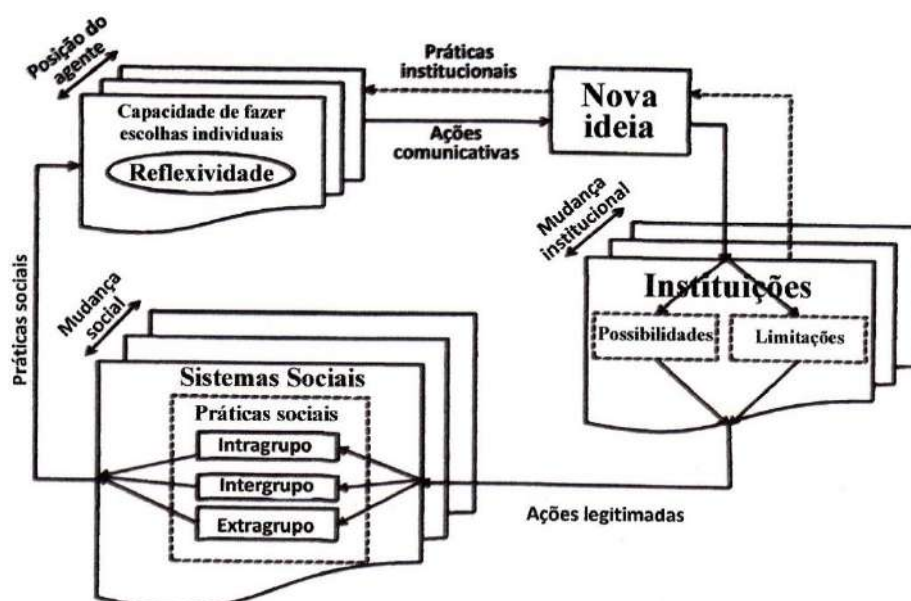 Posição do
agente
Capacidade de fazer
escolhas individuais
Reflexividade
Práticas
institucionais
Ações
comunicativas
Nova
ideia
Mudança
institucional
Instituições
Possibilidades
Limitações
Ações legitimadas
Mudança
social
Sistemas Sociais
Práticas sociais
Intragrupo
Intergrupo
Extragrupo
Práticas sociais